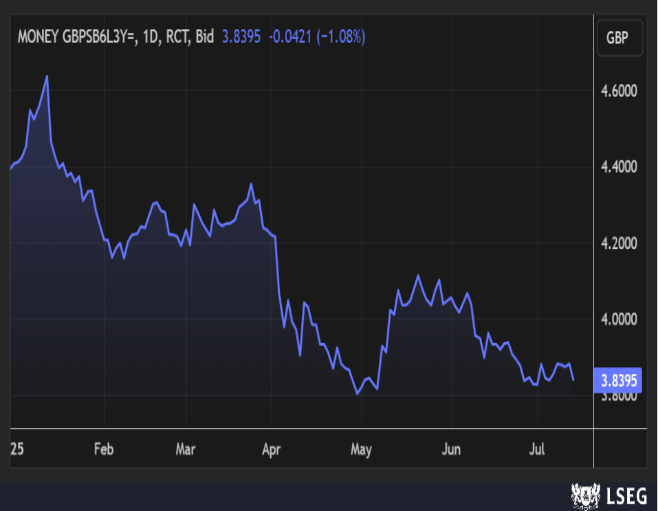 MONEY GBPSB6L3Y=, 1D, RCT, Bid 3.8395 -0.0421 (−1.08%)
GBP
4.6000
4.4000
4.2000
4.0000
3.8395
3.8000
25 Feb Mar Apr May Jun Jul
LSEG